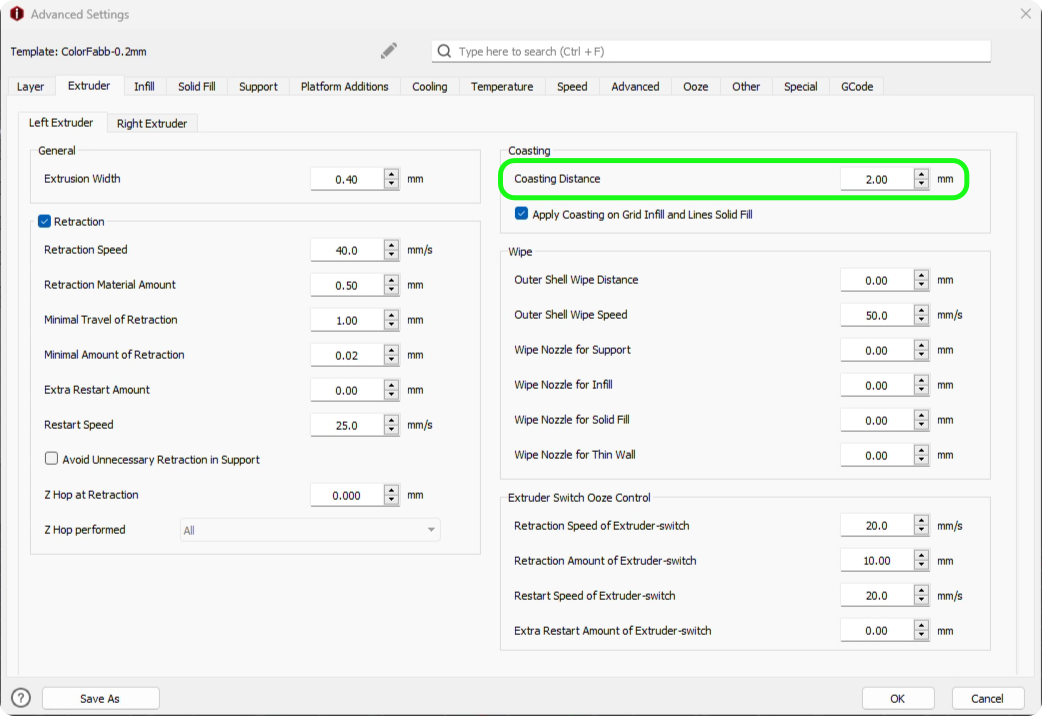 Advanced Settings
Template: ColorFabb-0.2mm
Type here to search (Ctrl + F)
Layer Extruder Infill Solid Fill Support Platform Additions Cooling Temperature Speed Advanced Ooze Other Special GCode
Left Extruder Right Extruder
General
Extrusion Width 0.40 mm
Retraction
Retraction Speed 40.0 mm/s
Retraction Material Amount 0.50 mm
Minimal Travel of Retraction 1.00 mm
Minimal Amount of Retraction 0.02 mm
Extra Restart Amount 0.00 mm
Restart Speed 25.0 mm/s
Avoid Unnecessary Retraction in Support
Z Hop at Retraction 0.000 mm
Z Hop performed All
Coasting
Coasting Distance 2.00 mm
Apply Coasting on Grid Infill and Lines Solid Fill
Wipe
Outer Shell Wipe Distance 0.00 mm
Outer Shell Wipe Speed 50.0 mm/s
Wipe Nozzle for Support 0.00 mm
Wipe Nozzle for Infill 0.00 mm
Wipe Nozzle for Solid Fill 0.00 mm
Wipe Nozzle for Thin Wall 0.00 mm
Extruder Switch Ooze Control
Retraction Speed of Extruder-switch 20.0 mm/s
Retraction Amount of Extruder-switch 10.00 mm
Restart Speed of Extruder-switch 20.0 mm/s
Extra Restart Amount of Extruder-switch 0.00 mm
? Save As OK Cancel